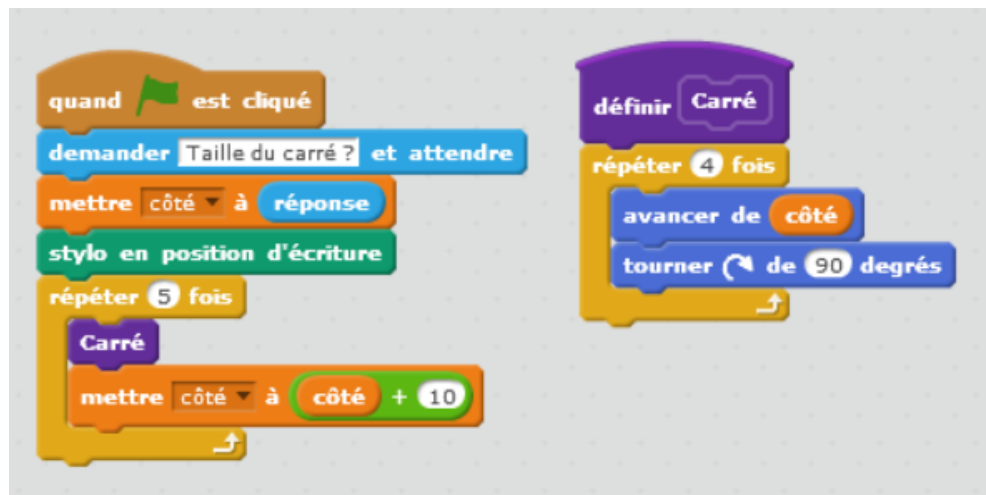 quand est cliqué
demander Taille du carré ? et attendre
mettre côté à réponse
stylo en position d'écriture
répéter 5 fois
Carré
mettre côté à côté + 10
définir Carré
répéter 4 fois
avancer de côté
tourner de 90 degrés